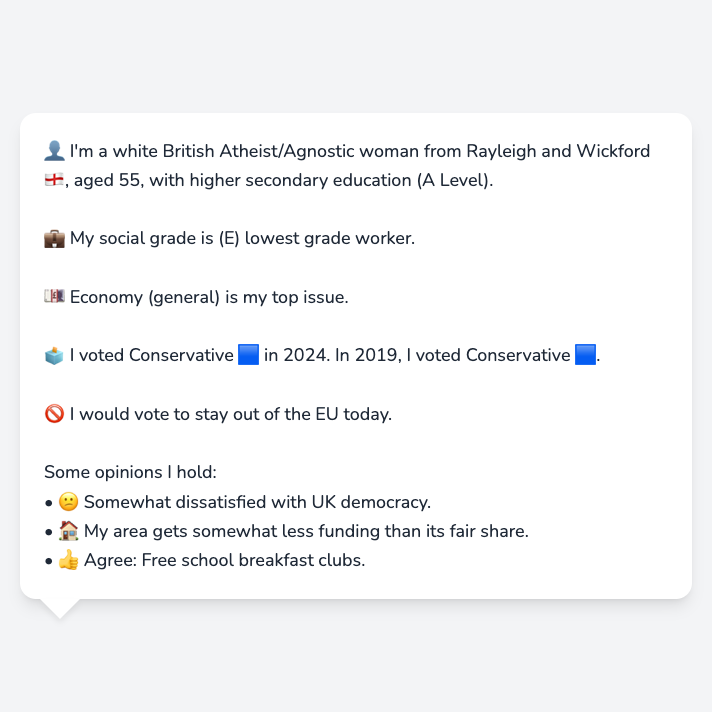 👤 I'm a white British Atheist/Agnostic woman from Rayleigh and Wickford
🏴󠁧󠁢󠁥󠁮󠁧󠁿, aged 55, with higher secondary education (A Level).
💼 My social grade is (E) lowest grade worker.
💷 Economy (general) is my top issue.
🗳️ I voted Conservative 🟦 in 2024. In 2019, I voted Conservative 🟦.
🚫 I would vote to stay out of the EU today.
Some opinions I hold:
• 🙁 Somewhat dissatisfied with UK democracy.
• 🏠 My area gets somewhat less funding than its fair share.
• 👍 Agree: Free school breakfast clubs.